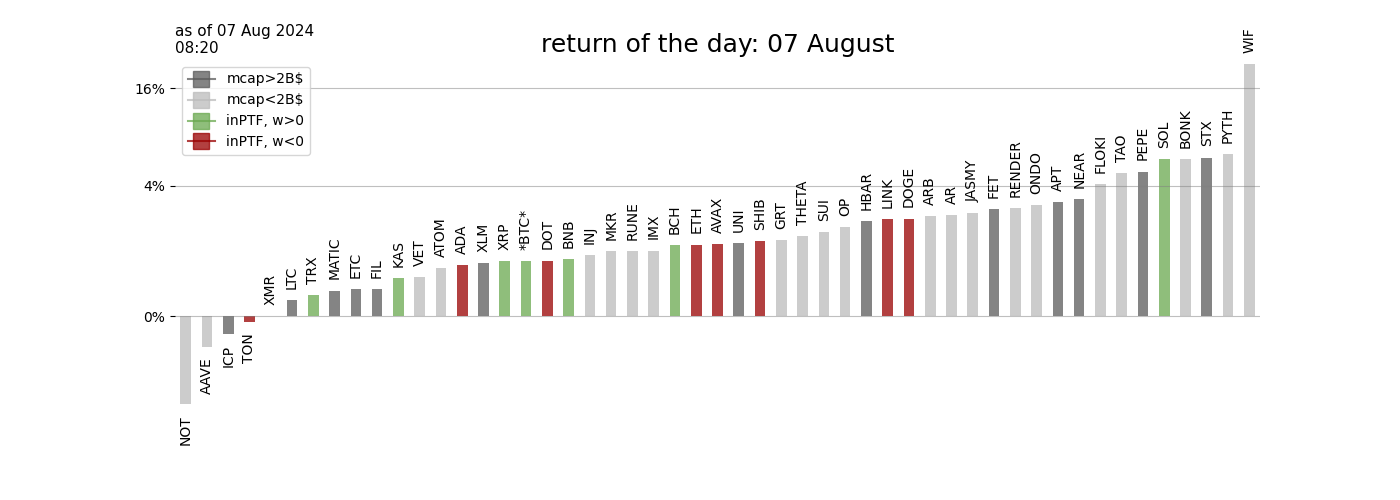 as of 07 Aug 2024
08:20
return of the day: 07 August
mcap>2B$
mcap<2B$
inPTF, w>0
inPTF, w<0
16%
4%
0%
NOT
AAVE
ICP
TON
XMR
LTC
TRX
MATIC
ETC
FIL
KAS
VET
ATOM
ADA
XLM
XRP
*BTC*
DOT
BNB
INJ
MKR
RUNE
IMX
BCH
ETH
AVAX
UNI
SHIB
GRT
THETA
SUI
OP
HBAR
LINK
DOGE
ARB
AR
JASMY
FET
RENDER
ONDO
APT
NEAR
FLOKI
TAO
PEPE
SOL
BONK
STX
PYTH
WIF